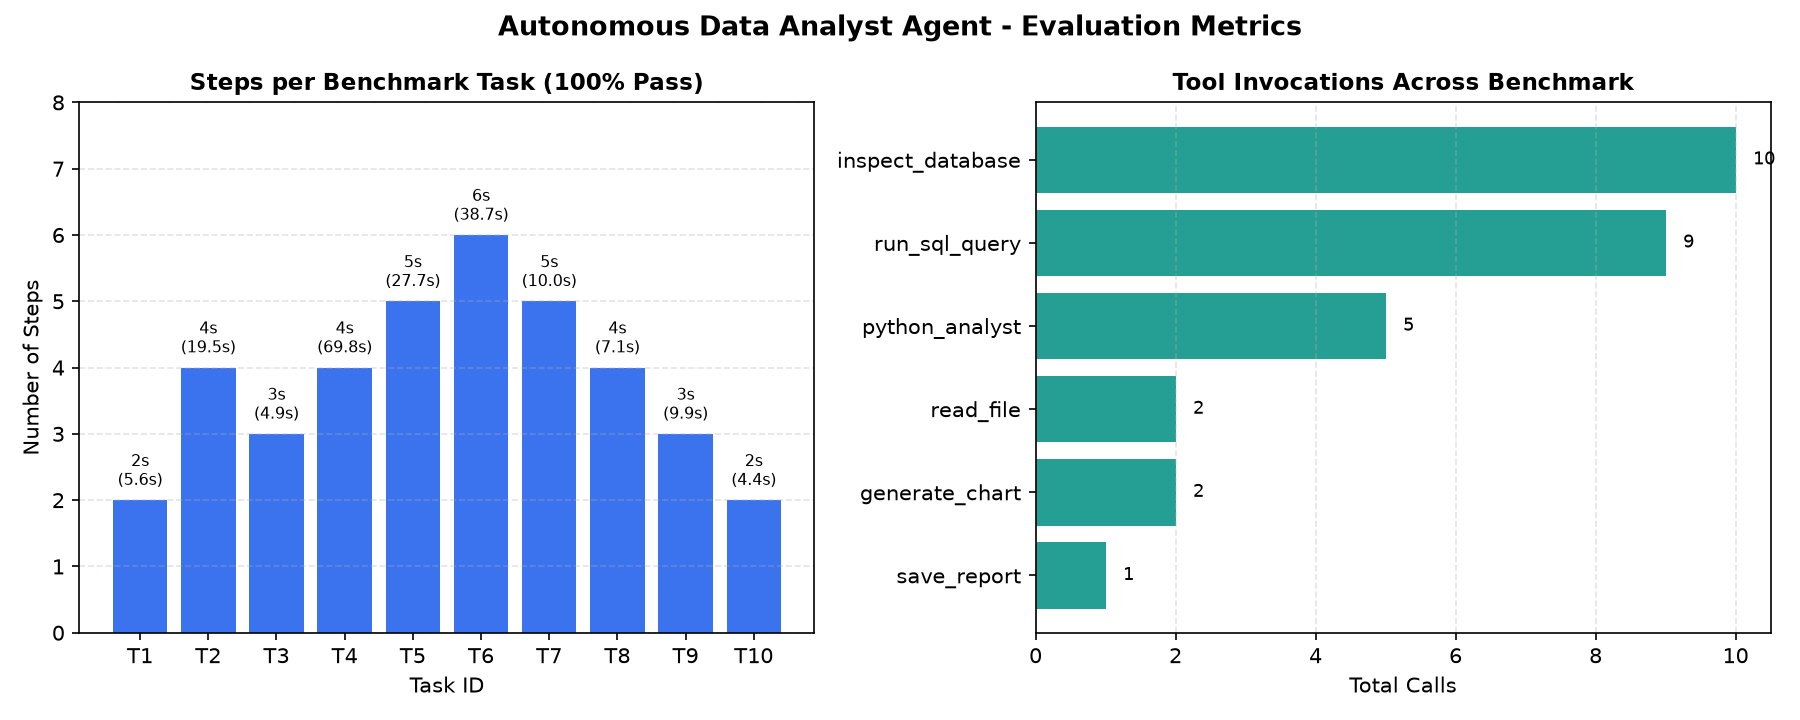 Autonomous Data Analyst Agent - Evaluation Metrics
Steps per Benchmark Task (100% Pass)
Number of Steps
8
7
6
5
4
3
2
1
0
2s
(5.6s)
4s
(19.5s)
3s
(4.9s)
4s
(69.8s)
5s
(27.7s)
6s
(38.7s)
5s
(10.0s)
4s
(7.1s)
3s
(9.9s)
2s
(4.4s)
T1 T2 T3 T4 T5 T6 T7 T8 T9 T10
Task ID
Tool Invocations Across Benchmark
inspect_database 10
run_sql_query 9
python_analyst 5
read_file 2
generate_chart 2
save_report 1
0 2 4 6 8 10
Total Calls